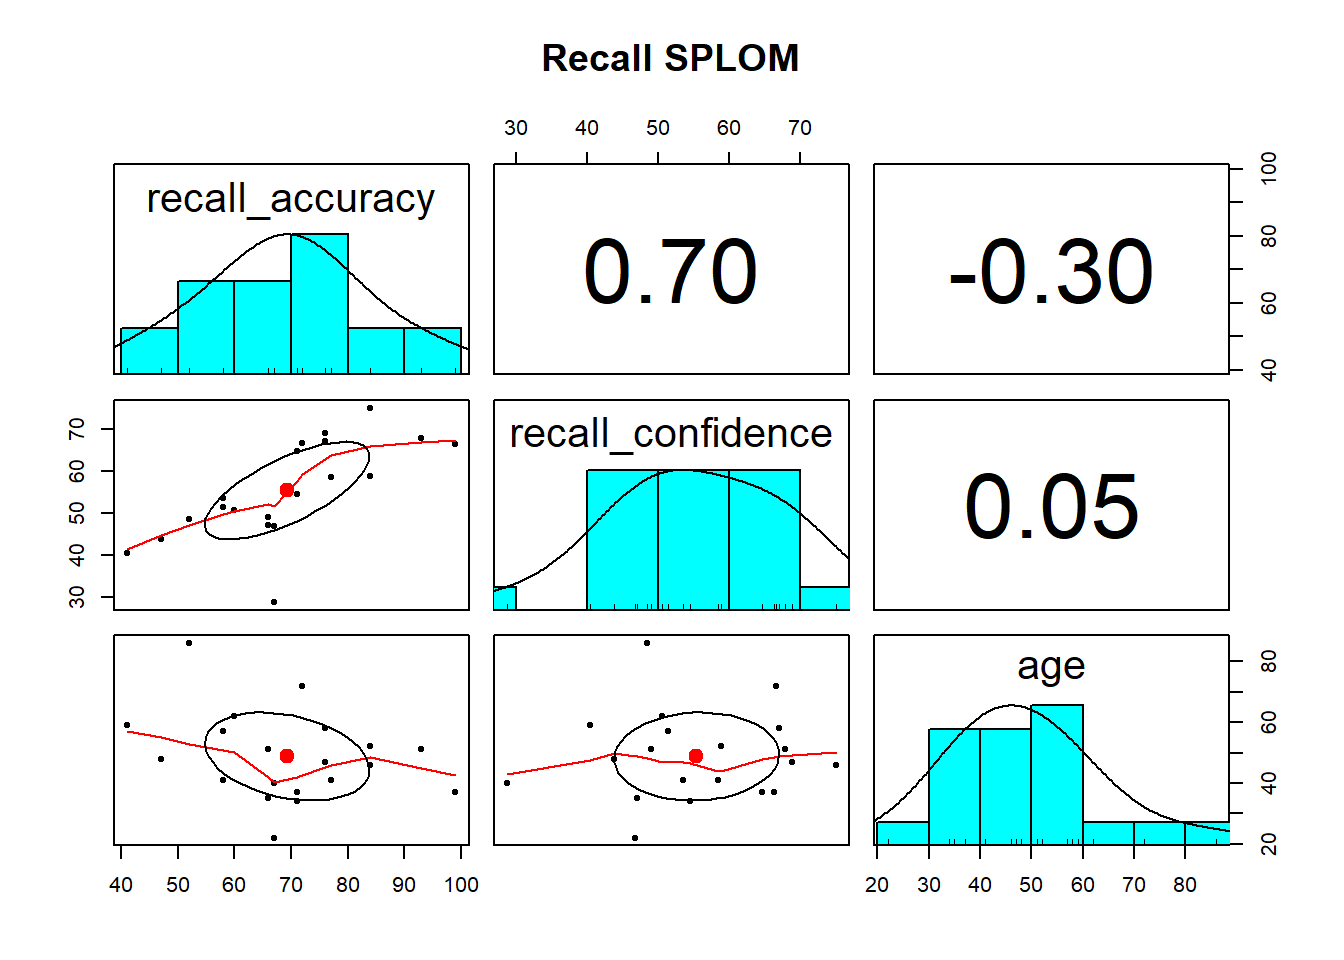 Recall SPLOM
30 40 50 60 70
recall_accuracy
0.70
-0.30
40 60 80 100
30 40 50 60 70
recall_confidence
0.05
age
20 40 60 80
40 50 60 70 80 90 100
20 30 40 50 60 70 80